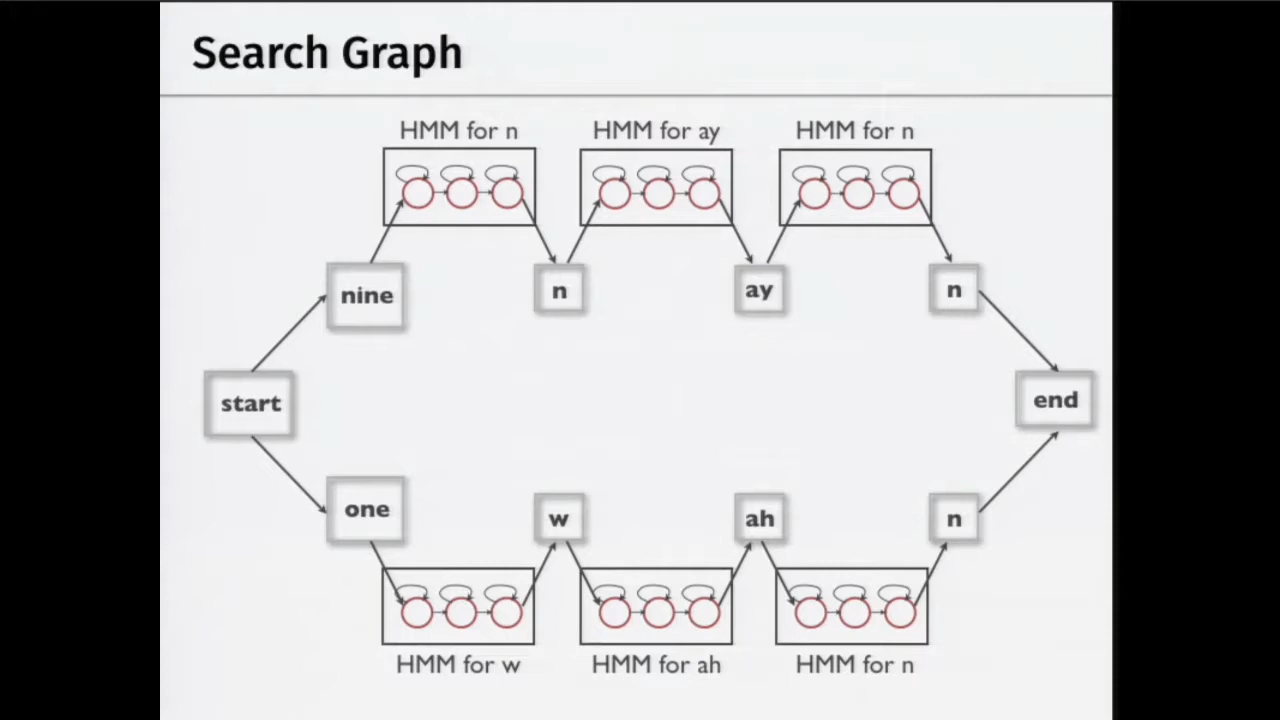 Search Graph
HMM for n
HMM for ay
HMM for n
nine
n
ay
n
start
end
one
w
ah
n
HMM for w
HMM for ah
HMM for n